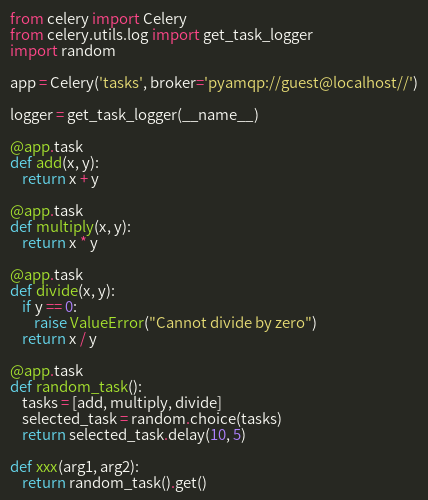 from celery import Celery
from celery.utils.log import get_task_logger
import random

app = Celery('tasks', broker='pyamqp://guest@localhost//')

logger = get_task_logger(__name__)

@app.task
def add(x, y):
    return x + y

@app.task
def multiply(x, y):
    return x * y

@app.task
def divide(x, y):
    if y == 0:
        raise ValueError("Cannot divide by zero")
    return x / y

@app.task
def random_task():
    tasks = [add, multiply, divide]
    selected_task = random.choice(tasks)
    return selected_task.delay(10, 5)

def xxx(arg1, arg2):
    return random_task().get()